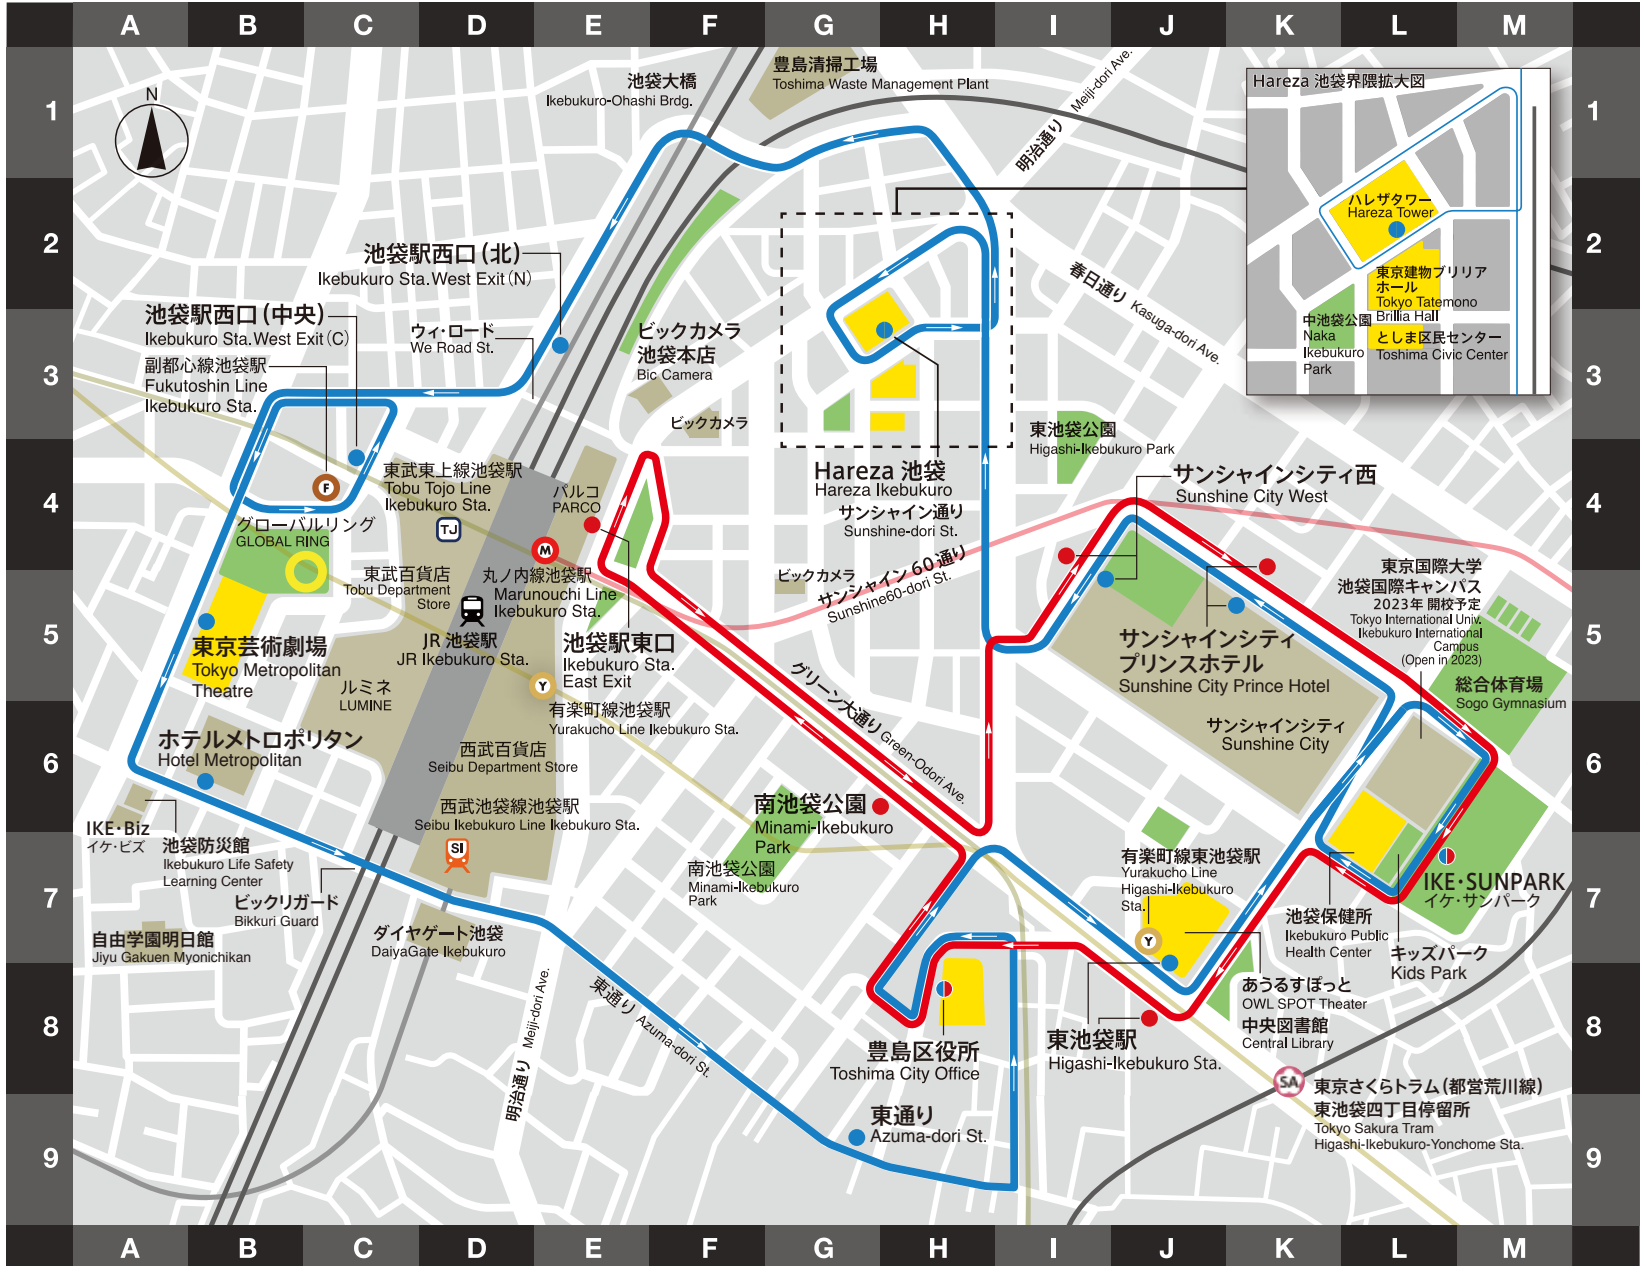 A B C D E F G H I J K L M
1
2
3
4
5
6
7
8
9
N
池袋大橋
Ikebukuro-Ohashi Brdg.
豊島清掃工場
Toshima Waste Management Plant
明治通り Meiji-dori Ave.
Hareza 池袋界隈拡大図
ハレザタワー
Hareza Tower
東京建物ブリリア
ホール
Tokyo Tatemono
Brillia Hall
中池袋公園
Naka
Ikebukuro
Park
としま区民センター
Toshima Civic Center
池袋駅西口(北)
Ikebukuro Sta. West Exit(N)
池袋駅西口(中央)
Ikebukuro Sta. West Exit(C)
副都心線池袋駅
Fukutoshin Line
Ikebukuro Sta.
ウィ・ロード
We Road St.
ビックカメラ
池袋本店
Bic Camera
ビックカメラ
春日通り Kasuga-dori Ave.
東池袋公園
Higashi-Ikebukuro Park
Hareza 池袋
Hareza Ikebukuro
サンシャイン通り
Sunshine-dori St.
サンシャインシティ西
Sunshine City West
F
東武東上線池袋駅
Tobu Tojo Line
Ikebukuro Sta.
TJ
パルコ
PARCO
グローバルリング
GLOBAL RING
M
丸ノ内線池袋駅
Marunouchi Line
Ikebukuro Sta.
東武百貨店
Tobu Department
Store
ビックカメラ
サンシャイン60通り
Sunshine60-dori St.
東京国際大学
池袋国際キャンパス
2023年 開校予定
Tokyo International Univ.
Ikebukuro International
Campus
(Open in 2023)
東京芸術劇場
Tokyo Metropolitan
Theatre
JR 池袋駅
JR Ikebukuro Sta.
池袋駅東口
Ikebukuro Sta.
East Exit
サンシャインシティ
プリンスホテル
Sunshine City Prince Hotel
総合体育場
Sogo Gymnasium
ルミネ
LUMINE
Y
有楽町線池袋駅
Yurakucho Line Ikebukuro Sta.
グリーン大通り Green-Odori Ave.
サンシャインシティ
Sunshine City
ホテルメトロポリタン
Hotel Metropolitan
西武百貨店
Seibu Department Store
西武池袋線池袋駅
Seibu Ikebukuro Line Ikebukuro Sta.
SI
南池袋公園
Minami-Ikebukuro
Park
南池袋公園
Minami-Ikebukuro
Park
IKE・Biz
イケ・ビズ
池袋防災館
Ikebukuro Life Safety
Learning Center
ビックリガード
Bikkuri Guard
有楽町線東池袋駅
Yurakucho Line
Higashi-Ikebukuro
Sta.
Y
IKE・SUNPARK
イケ・サンパーク
池袋保健所
Ikebukuro Public
Health Center
キッズパーク
Kids Park
自由学園明日館
Jiyu Gakuen Myonichikan
ダイヤゲート池袋
DaiyaGate Ikebukuro
東通り Azuma-dori St.
明治通り Meiji-dori Ave.
あうるすぽっと
OWL SPOT Theater
中央図書館
Central Library
豊島区役所
Toshima City Office
東池袋駅
Higashi-Ikebukuro Sta.
SA
東京さくらトラム(都営荒川線)
東池袋四丁目停留所
Tokyo Sakura Tram
Higashi-Ikebukuro-Yonchome Sta.
東通り
Azuma-dori St.
1
2
3
4
5
6
7
8
9
A B C D E F G H I J K L M